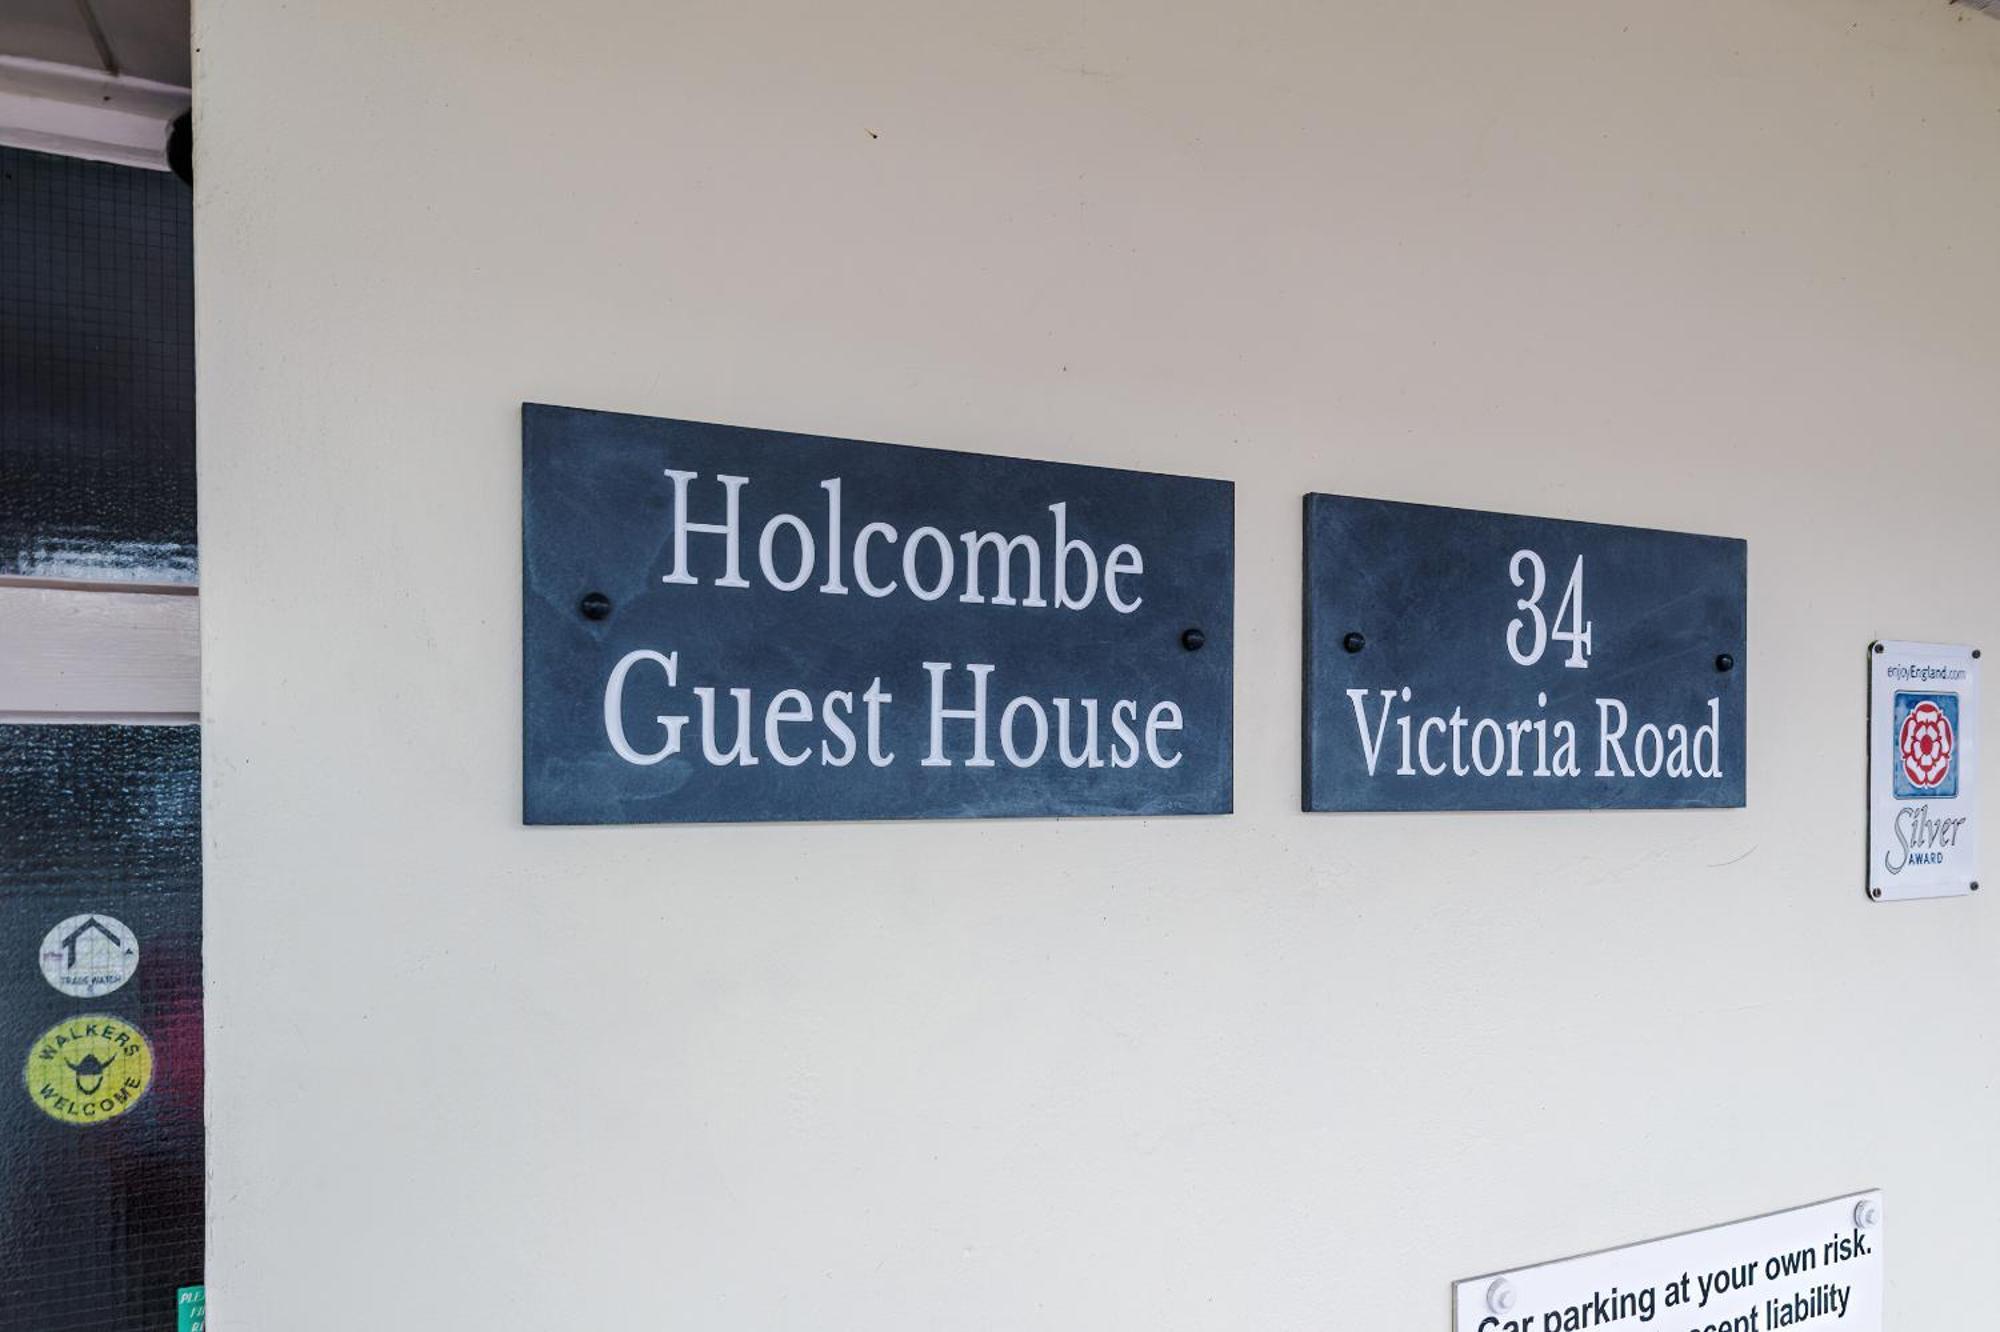 Holcombe
Guest House
34
Victoria Road
enjoyEngland.com
Silver
AWARD
WALKERS
WELCOME
Car parking at your own risk.
liability